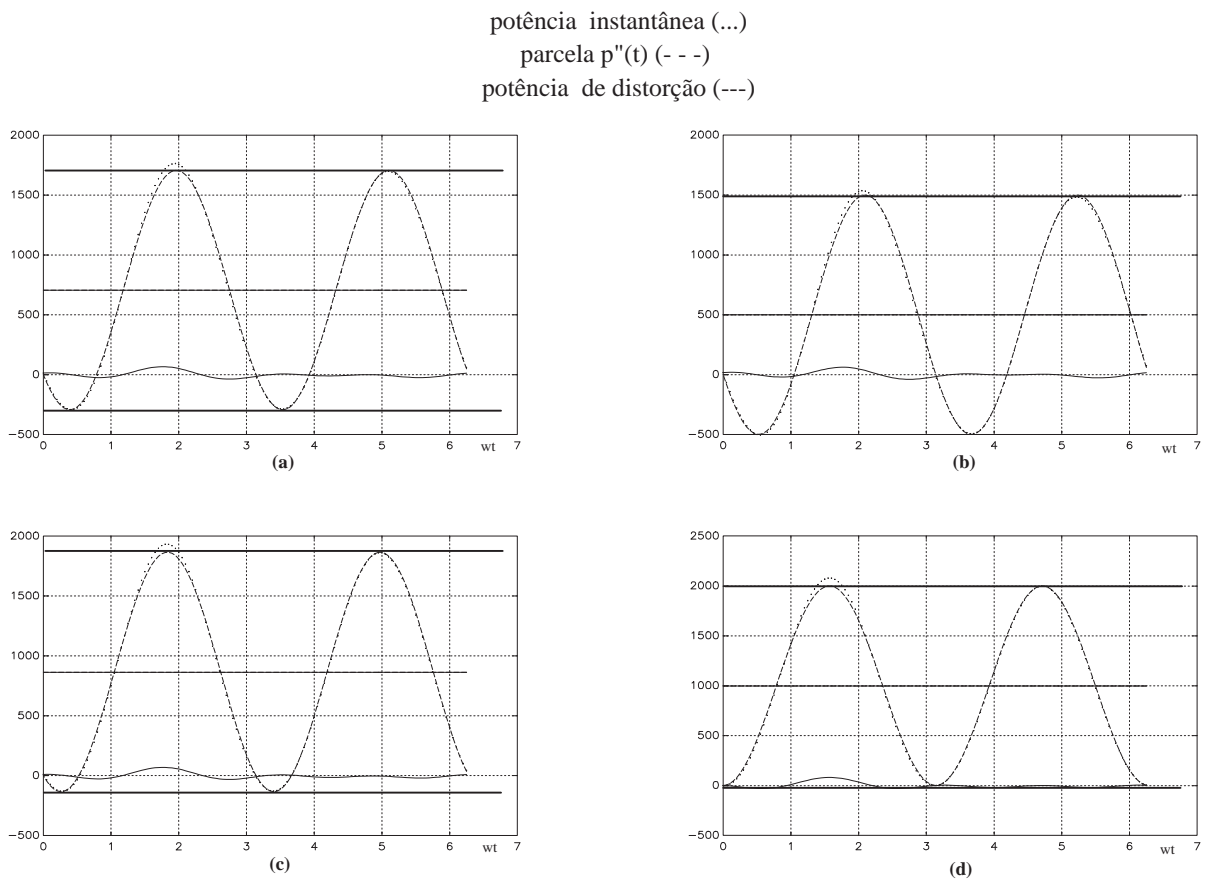 potência instantânea (...)
parcela p"(t) (- - -)
potência de distorção (---)
2000
1500
1000
500
0
−500
0 1 2 3 4 5 6 wt 7
(a)
2000
1500
1000
500
0
−500
0 1 2 3 4 5 6 wt 7
(b)
2000
1500
1000
500
0
−500
0 1 2 3 4 5 6 wt 7
(c)
2500
2000
1500
1000
500
0
−500
0 1 2 3 4 5 6 wt 7
(d)